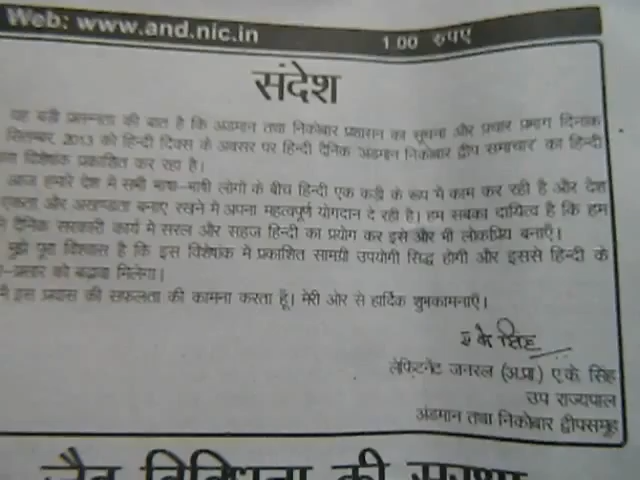 Web: www.and.nic.in 1.00 रुपए
संदेश
यह बड़ी प्रसन्नता की बात है कि अंडमान तथा निकोबार प्रशासन का सूचना और प्रचार प्रभाग दिनांक
सितम्बर, 2013 को हिन्दी दिवस के अवसर पर हिन्दी दैनिक 'अंडमान निकोबार द्वीप समाचार' का हिन्दी
विशेषांक प्रकाशित कर रहा है।
आज हमारे देश में सभी भाषा-भाषी लोगों के बीच हिन्दी एक कड़ी के रूप में काम कर रही है और देश
एकता और अखण्डता बनाए रखने में अपना महत्वपूर्ण योगदान दे रही है। हम सबका दायित्व है कि हम
दैनिक सरकारी कार्य में सरल और सहज हिन्दी का प्रयोग कर इसे और भी लोकप्रिय बनाएँ।
मुझे पूरा विश्वास है कि इस विशेषांक में प्रकाशित सामग्री उपयोगी सिद्ध होगी और इससे हिन्दी के
-प्रसार को बढ़ावा मिलेगा।
मैं इस प्रयास की सफलता की कामना करता हूँ। मेरी ओर से हार्दिक शुभकामनाएँ।
ए के सिंह
लेफ्टिनेंट जनरल (अ.प्रा) ए.के. सिंह
उप राज्यपाल
अंडमान तथा निकोबार द्वीपसमूह
जैव विविधता की सुरक्षा